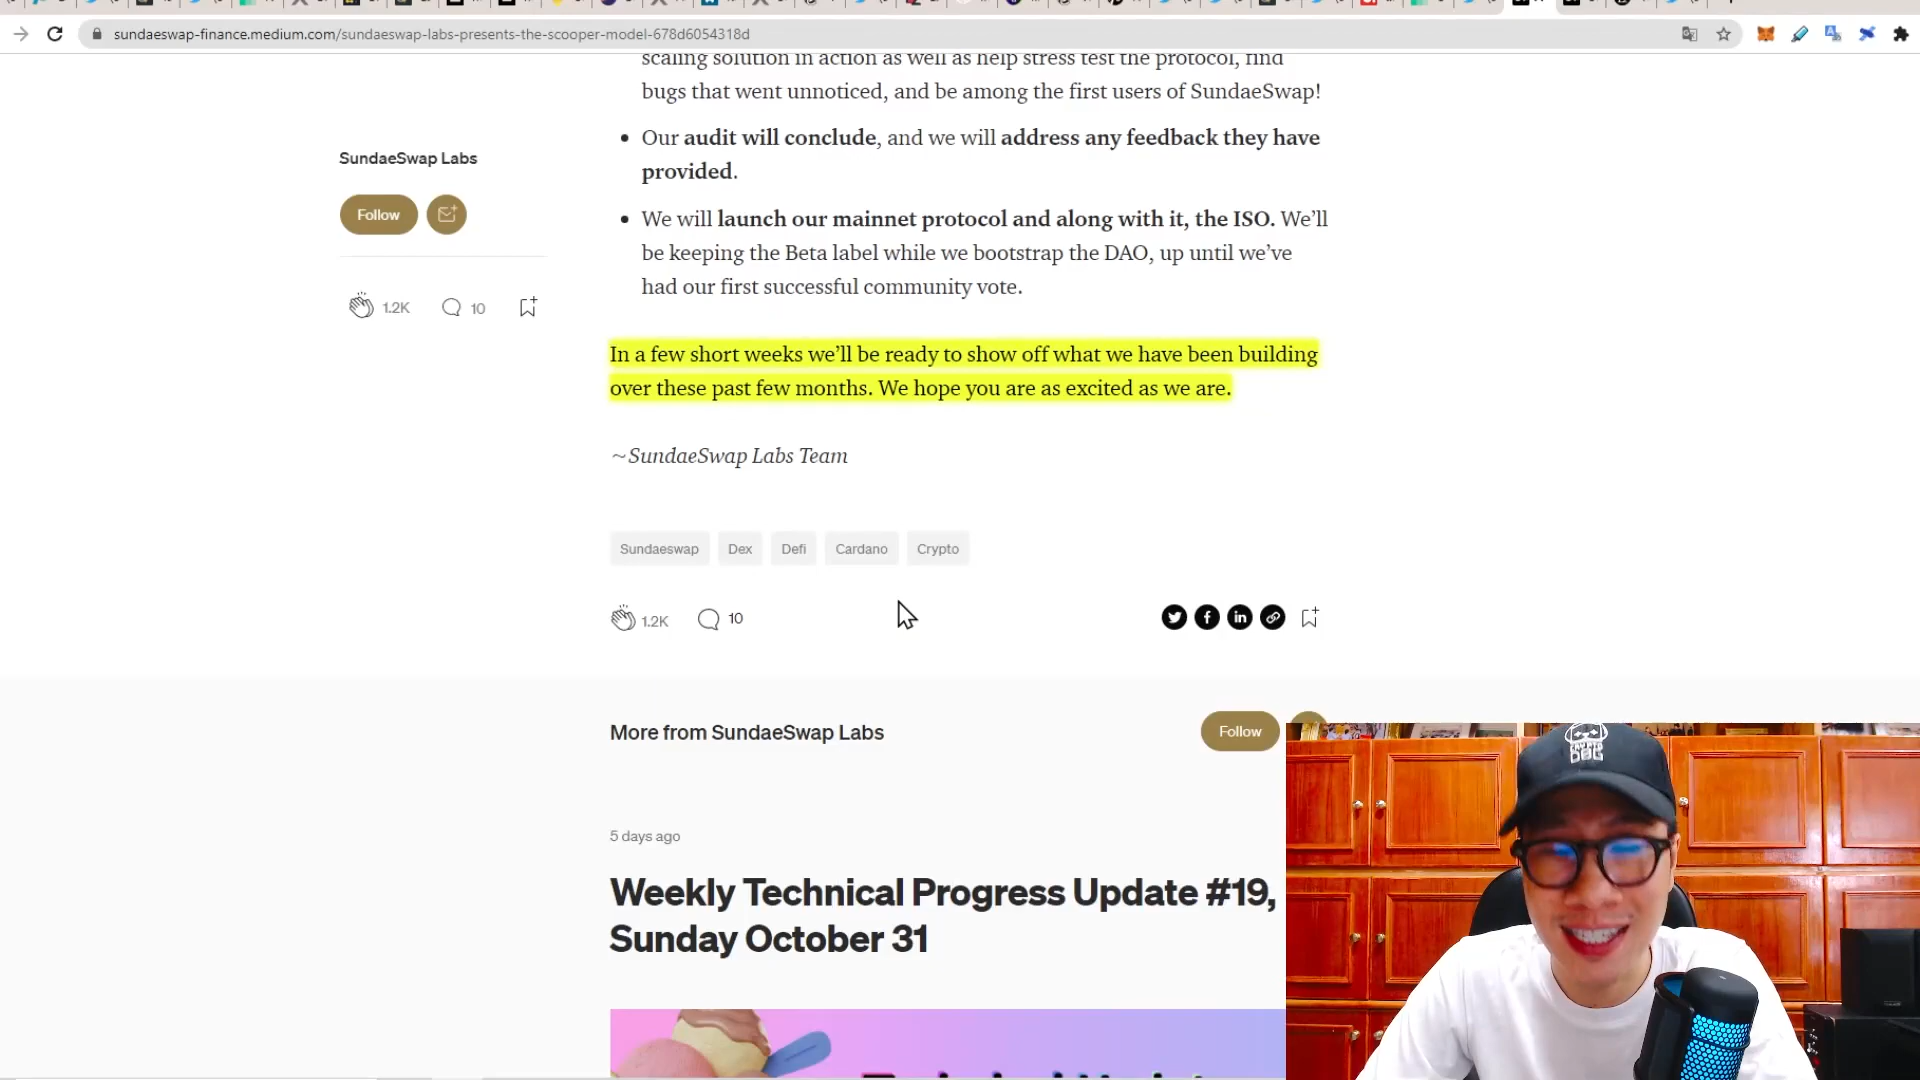 sundaeswap-finance.medium.com/sundaeswap-labs-presents-the-scooper-model-678d6054318d
scaling solution in action as well as help stress test the protocol, find
bugs that went unnoticed, and be among the first users of SundaeSwap!
• Our audit will conclude, and we will address any feedback they have
provided.
• We will launch our mainnet protocol and along with it, the ISO. We’ll
be keeping the Beta label while we bootstrap the DAO, up until we’ve
had our first successful community vote.
SundaeSwap Labs
Follow
1.2K 10
In a few short weeks we’ll be ready to show off what we have been building
over these past few months. We hope you are as excited as we are.
~SundaeSwap Labs Team
Sundaeswap Dex Defi Cardano Crypto
1.2K 10
More from SundaeSwap Labs
Follow
5 days ago
Weekly Technical Progress Update #19,
Sunday October 31